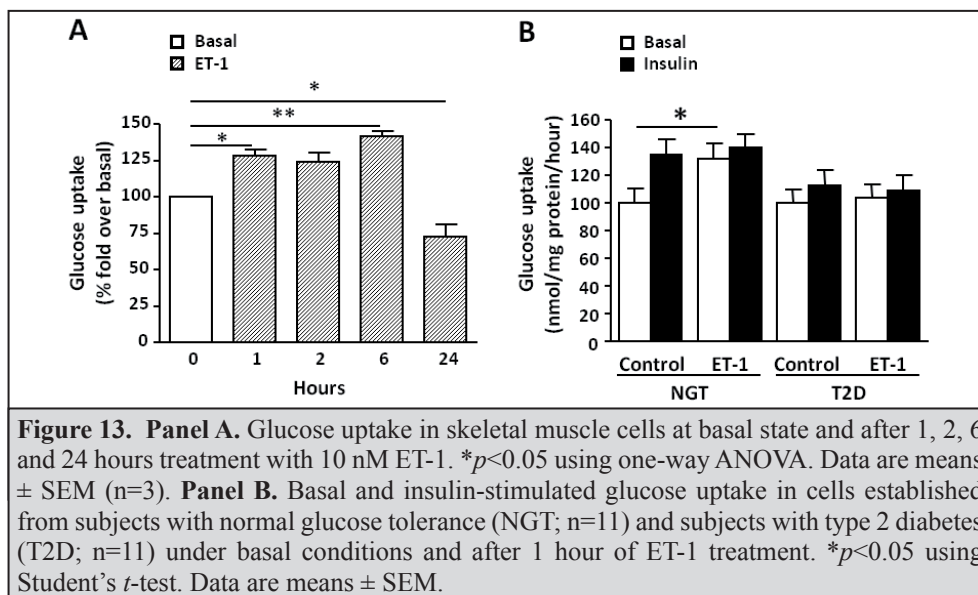 A
Basal
ET-1
*
**
*
Glucose uptake
(% fold over basal)
150
125
100
75
50
25
0
0 1 2 6 24
Hours
B
Basal
Insulin
*
Glucose uptake
(nmol/mg protein/hour)
160
140
120
100
80
60
40
20
0
Control ET-1 Control ET-1
NGT T2D
Figure 13. Panel A. Glucose uptake in skeletal muscle cells at basal state and after 1, 2, 6
and 24 hours treatment with 10 nM ET-1. *p<0.05 using one-way ANOVA. Data are means
± SEM (n=3). Panel B. Basal and insulin-stimulated glucose uptake in cells established
from subjects with normal glucose tolerance (NGT; n=11) and subjects with type 2 diabetes
(T2D; n=11) under basal conditions and after 1 hour of ET-1 treatment. *p<0.05 using
Student's t-test. Data are means ± SEM.